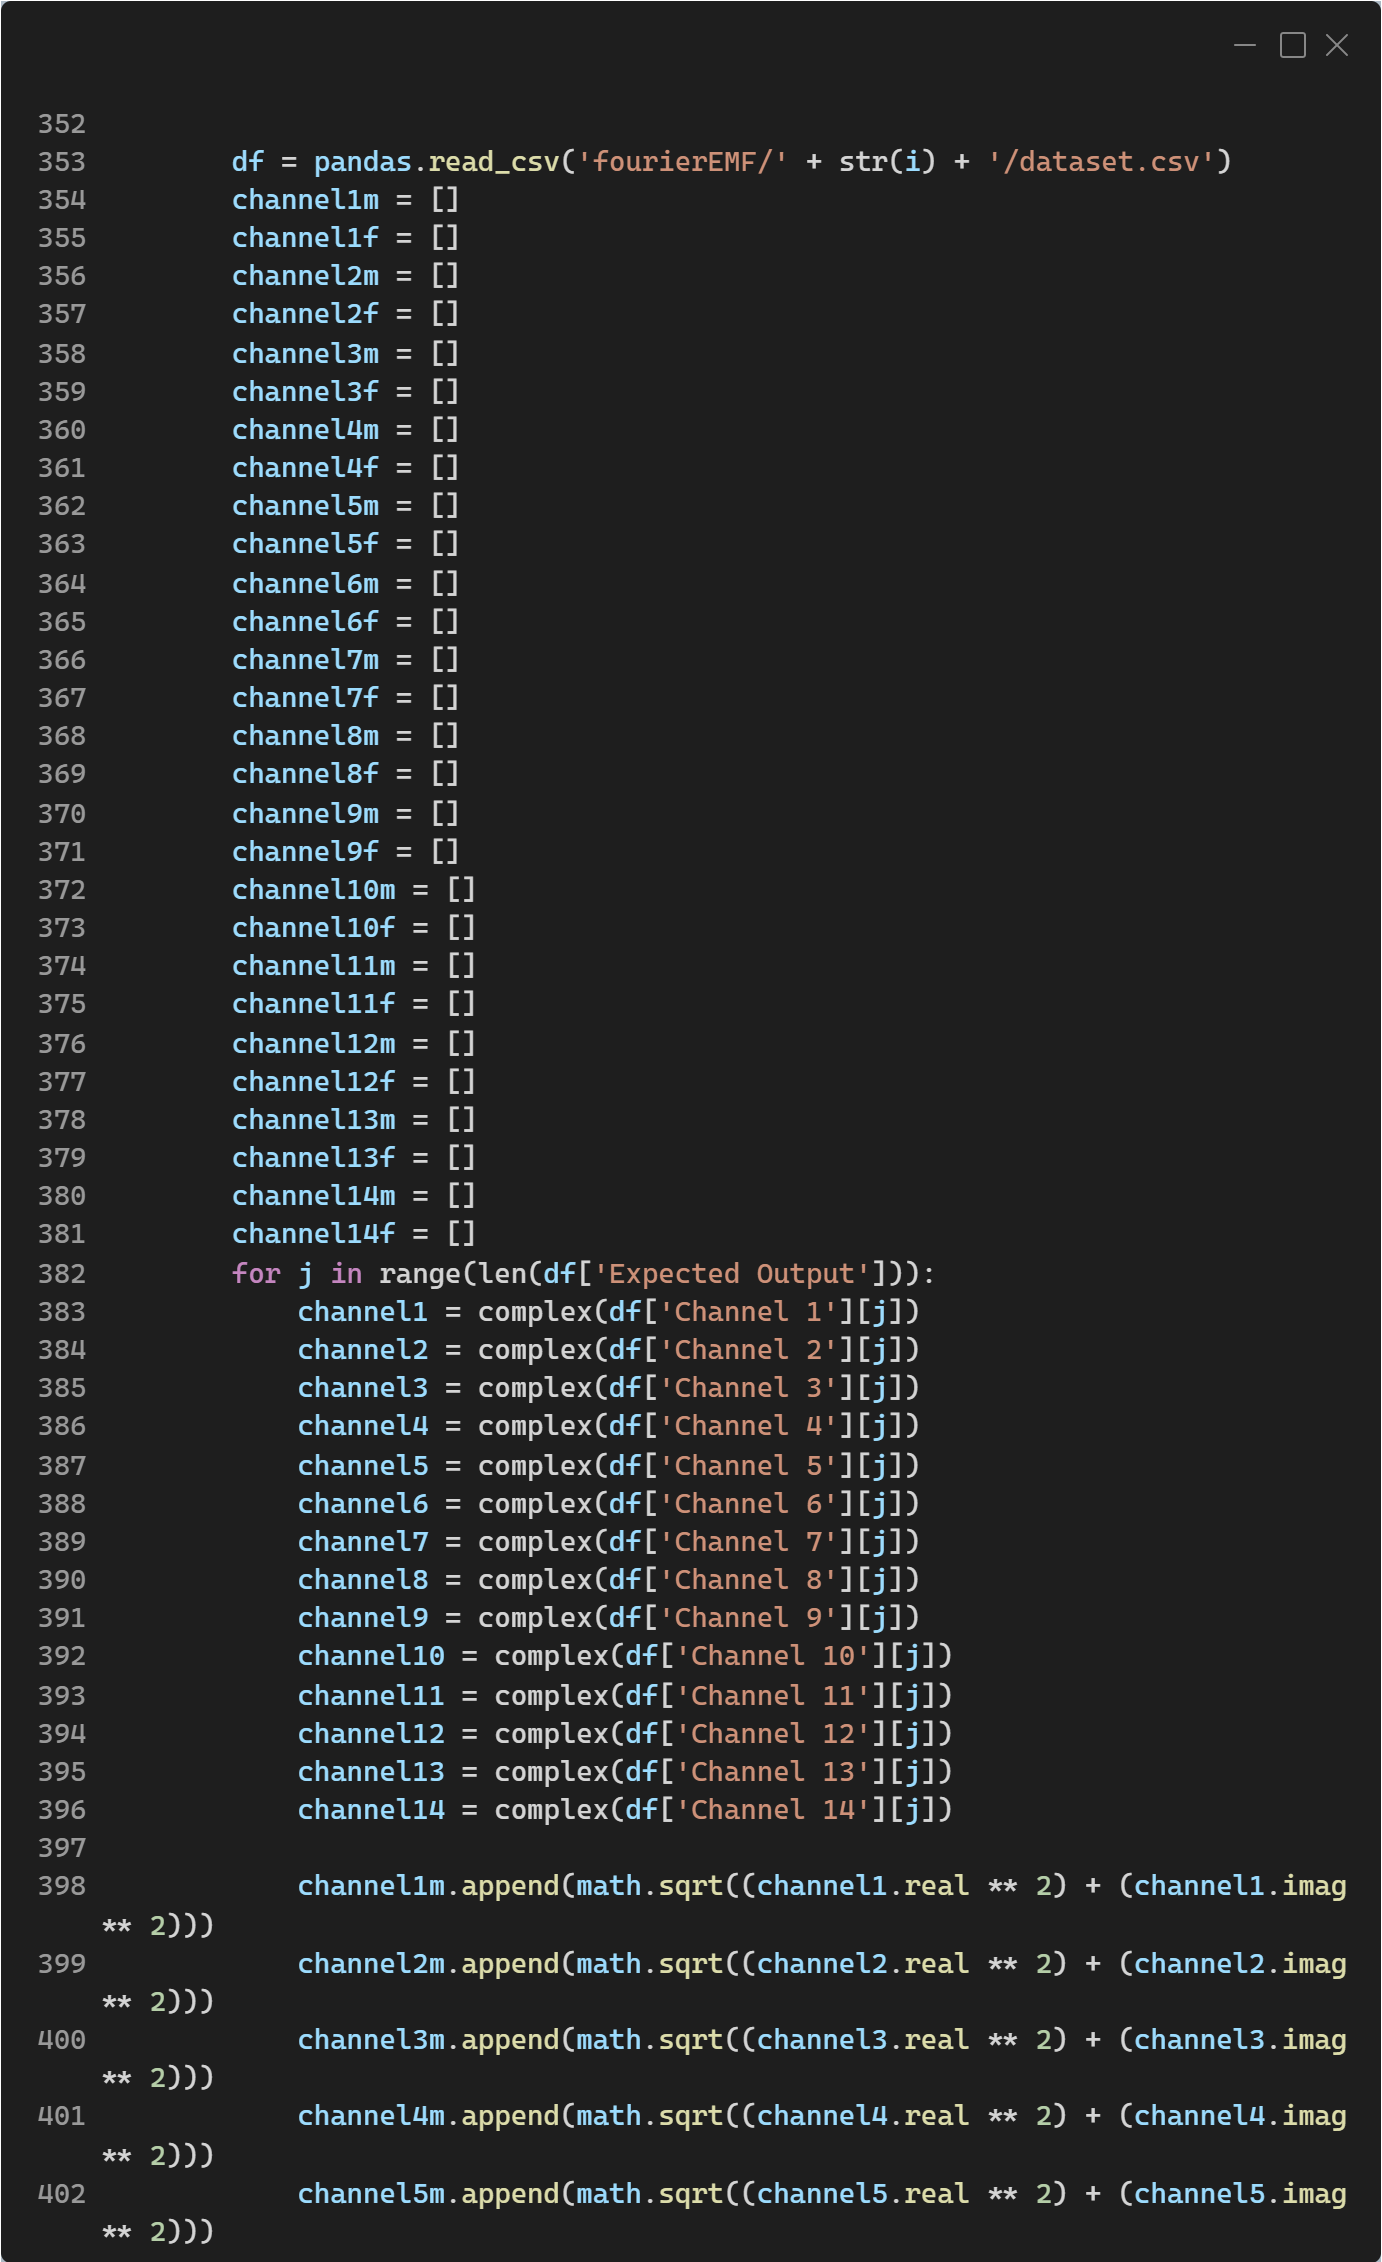 352
353         df = pandas.read_csv('fourierEMF/' + str(i) + '/dataset.csv')
354         channel1m = []
355         channel1f = []
356         channel2m = []
357         channel2f = []
358         channel3m = []
359         channel3f = []
360         channel4m = []
361         channel4f = []
362         channel5m = []
363         channel5f = []
364         channel6m = []
365         channel6f = []
366         channel7m = []
367         channel7f = []
368         channel8m = []
369         channel8f = []
370         channel9m = []
371         channel9f = []
372         channel10m = []
373         channel10f = []
374         channel11m = []
375         channel11f = []
376         channel12m = []
377         channel12f = []
378         channel13m = []
379         channel13f = []
380         channel14m = []
381         channel14f = []
382         for j in range(len(df['Expected Output'])):
383             channel1 = complex(df['Channel 1'][j])
384             channel2 = complex(df['Channel 2'][j])
385             channel3 = complex(df['Channel 3'][j])
386             channel4 = complex(df['Channel 4'][j])
387             channel5 = complex(df['Channel 5'][j])
388             channel6 = complex(df['Channel 6'][j])
389             channel7 = complex(df['Channel 7'][j])
390             channel8 = complex(df['Channel 8'][j])
391             channel9 = complex(df['Channel 9'][j])
392             channel10 = complex(df['Channel 10'][j])
393             channel11 = complex(df['Channel 11'][j])
394             channel12 = complex(df['Channel 12'][j])
395             channel13 = complex(df['Channel 13'][j])
396             channel14 = complex(df['Channel 14'][j])
397
398             channel1m.append(math.sqrt((channel1.real ** 2) + (channel1.imag
** 2)))
399             channel2m.append(math.sqrt((channel2.real ** 2) + (channel2.imag
** 2)))
400             channel3m.append(math.sqrt((channel3.real ** 2) + (channel3.imag
** 2)))
401             channel4m.append(math.sqrt((channel4.real ** 2) + (channel4.imag
** 2)))
402             channel5m.append(math.sqrt((channel5.real ** 2) + (channel5.imag
** 2)))